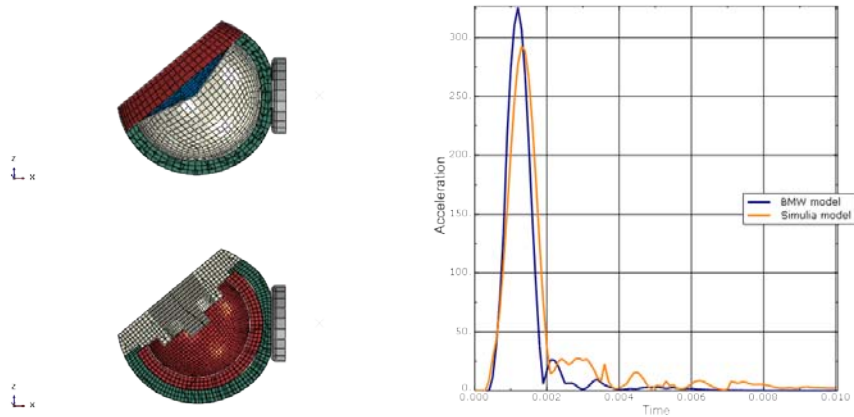 z
x
z
x
Acceleration
300.
250.
200.
150.
100.
50.
0.
BMW model
Simulia model
0.000
0.002
0.004
0.006
0.008
0.010
Time